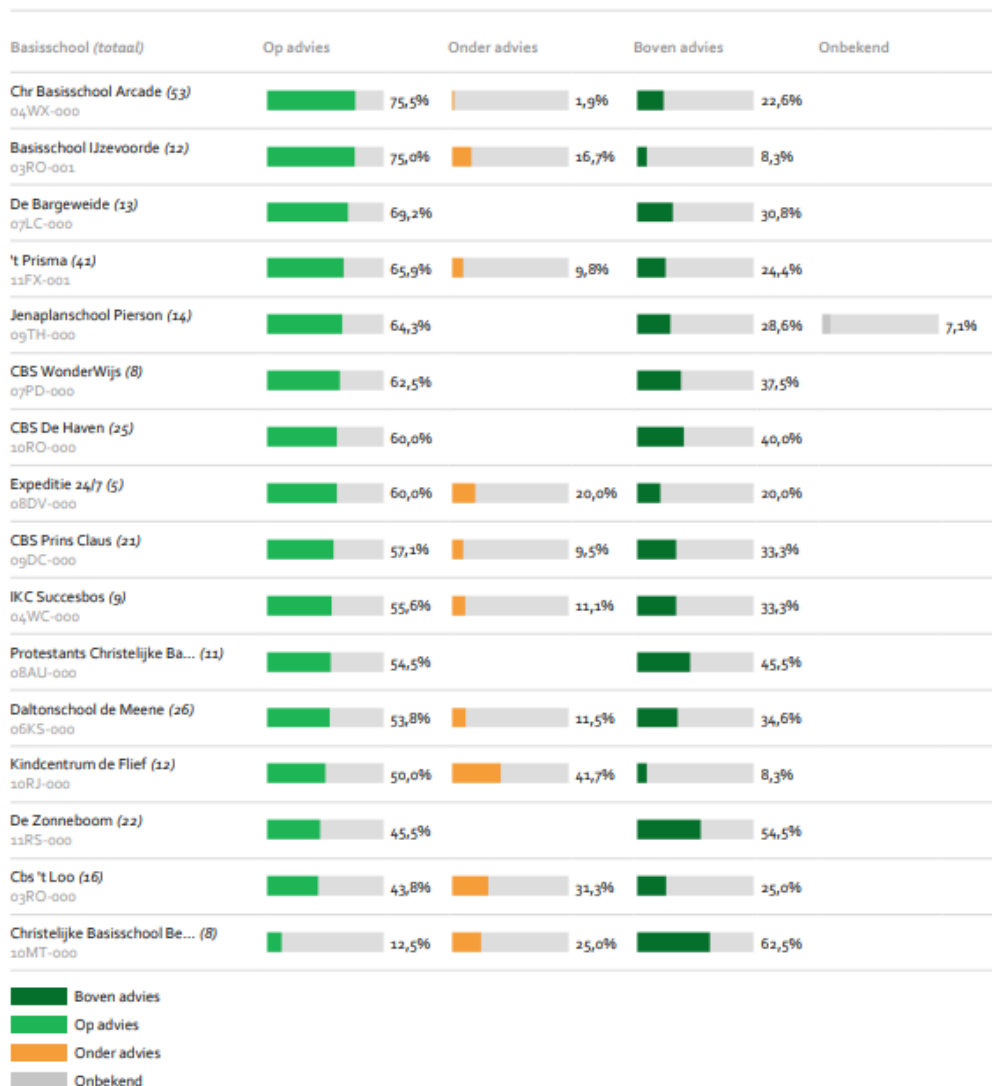 Basisschool (totaal) Op advies Onder advies Boven advies Onbekend
Chr Basisschool Arcade (53)
04WX-000
75,5% 1,9% 22,6%
Basisschool IJzevoorde (12)
03RO-001
75,0% 16,7% 8,3%
De Bargeweide (13)
07LC-000
69,2% 30,8%
't Prisma (41)
11FX-001
65,9% 9,8% 24,4%
Jenaplanschool Pierson (14)
09TH-000
64,3% 28,6% 7,1%
CBS WonderWijs (8)
07PD-000
62,5% 37,5%
CBS De Haven (25)
10RO-000
60,0% 40,0%
Expeditie 24/7 (5)
08DV-000
60,0% 20,0% 20,0%
CBS Prins Claus (21)
09DC-000
57,1% 9,5% 33,3%
IKC Succesbos (9)
04WC-000
55,6% 11,1% 33,3%
Protestants Christelijke Ba... (11)
08AU-000
54,5% 45,5%
Daltonschool de Meene (26)
06KS-000
53,8% 11,5% 34,6%
Kindcentrum de Flief (12)
10RJ-000
50,0% 41,7% 8,3%
De Zonneboom (22)
11RS-000
45,5% 54,5%
Cbs 't Loo (16)
03RO-000
43,8% 31,3% 25,0%
Christelijke Basisschool Be... (8)
10MT-000
12,5% 25,0% 62,5%
Boven advies
Op advies
Onder advies
Onbekend